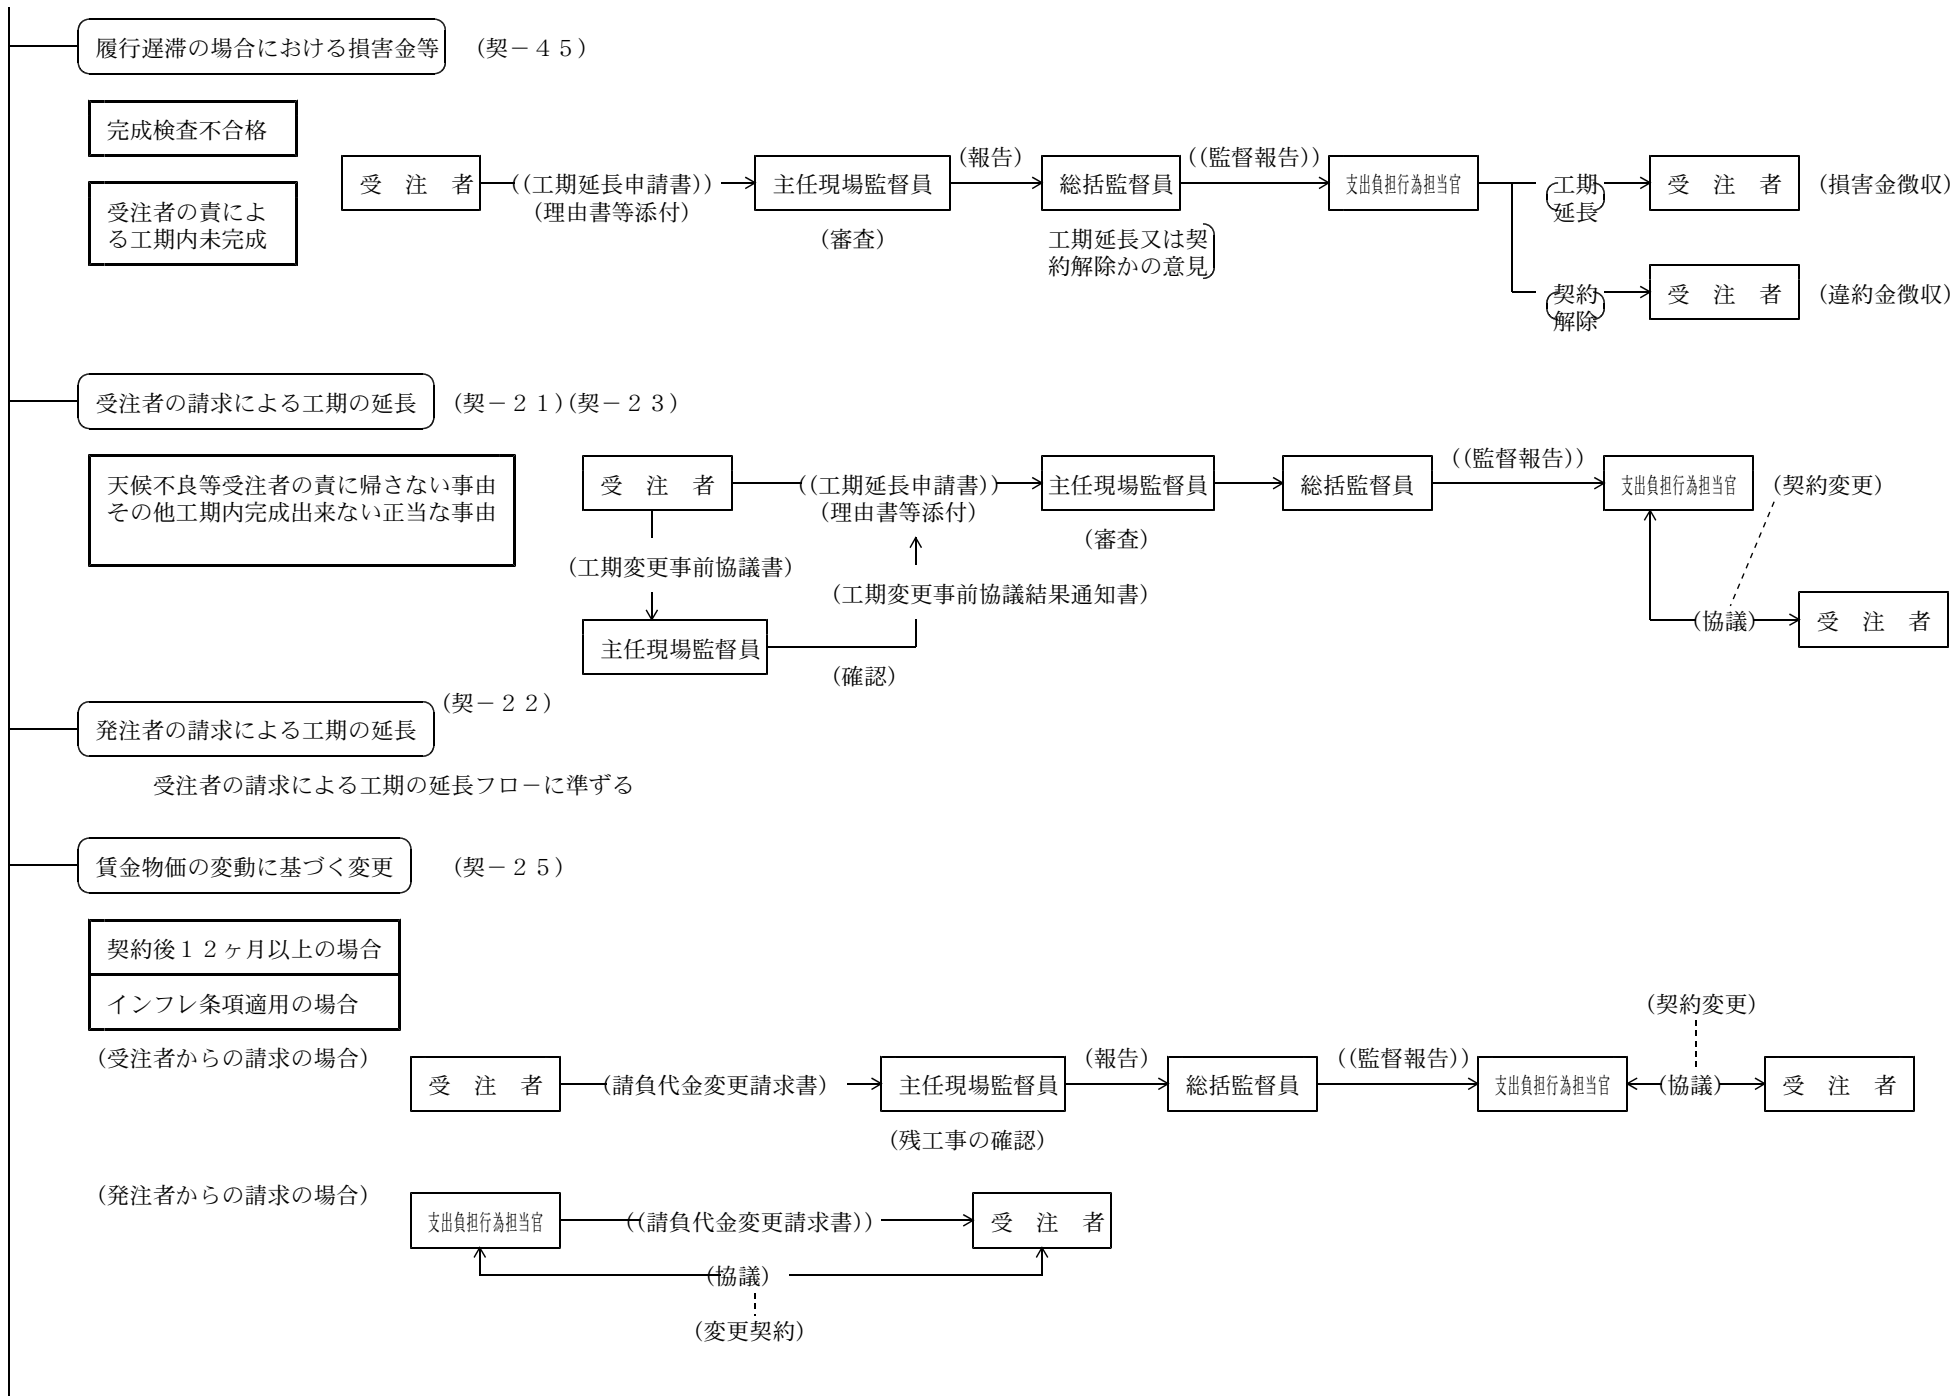 履行遅滞の場合における損害金等
(契－４５)
完成検査不合格
受注者の責によ
る工期内未完成
受　注　者
((工期延長申請書))
(理由書等添付)
主任現場監督員
(審査)
(報告)
総括監督員
工期延長又は契
約解除かの意見
((監督報告))
支出負担行為担当官
工期
延長
受　注　者
(損害金徴収)
契約
解除
受　注　者
(違約金徴収)
受注者の請求による工期の延長
(契－２１)(契－２３)
天候不良等受注者の責に帰さない事由
その他工期内完成出来ない正当な事由
受　注　者
((工期延長申請書))
(理由書等添付)
主任現場監督員
(審査)
総括監督員
((監督報告))
支出負担行為担当官
(契約変更)
(工期変更事前協議書)
(工期変更事前協議結果通知書)
主任現場監督員
(確認)
(協議)
受　注　者
(契－２２)
発注者の請求による工期の延長
受注者の請求による工期の延長フロ－に準ずる
賃金物価の変動に基づく変更
(契－２５)
契約後１２ヶ月以上の場合
インフレ条項適用の場合
(受注者からの請求の場合)
受　注　者
(請負代金変更請求書)
主任現場監督員
(残工事の確認)
(報告)
総括監督員
((監督報告))
支出負担行為担当官
(契約変更)
(協議)
受　注　者
(発注者からの請求の場合)
支出負担行為担当官
((請負代金変更請求書))
受　注　者
(協議)
(変更契約)